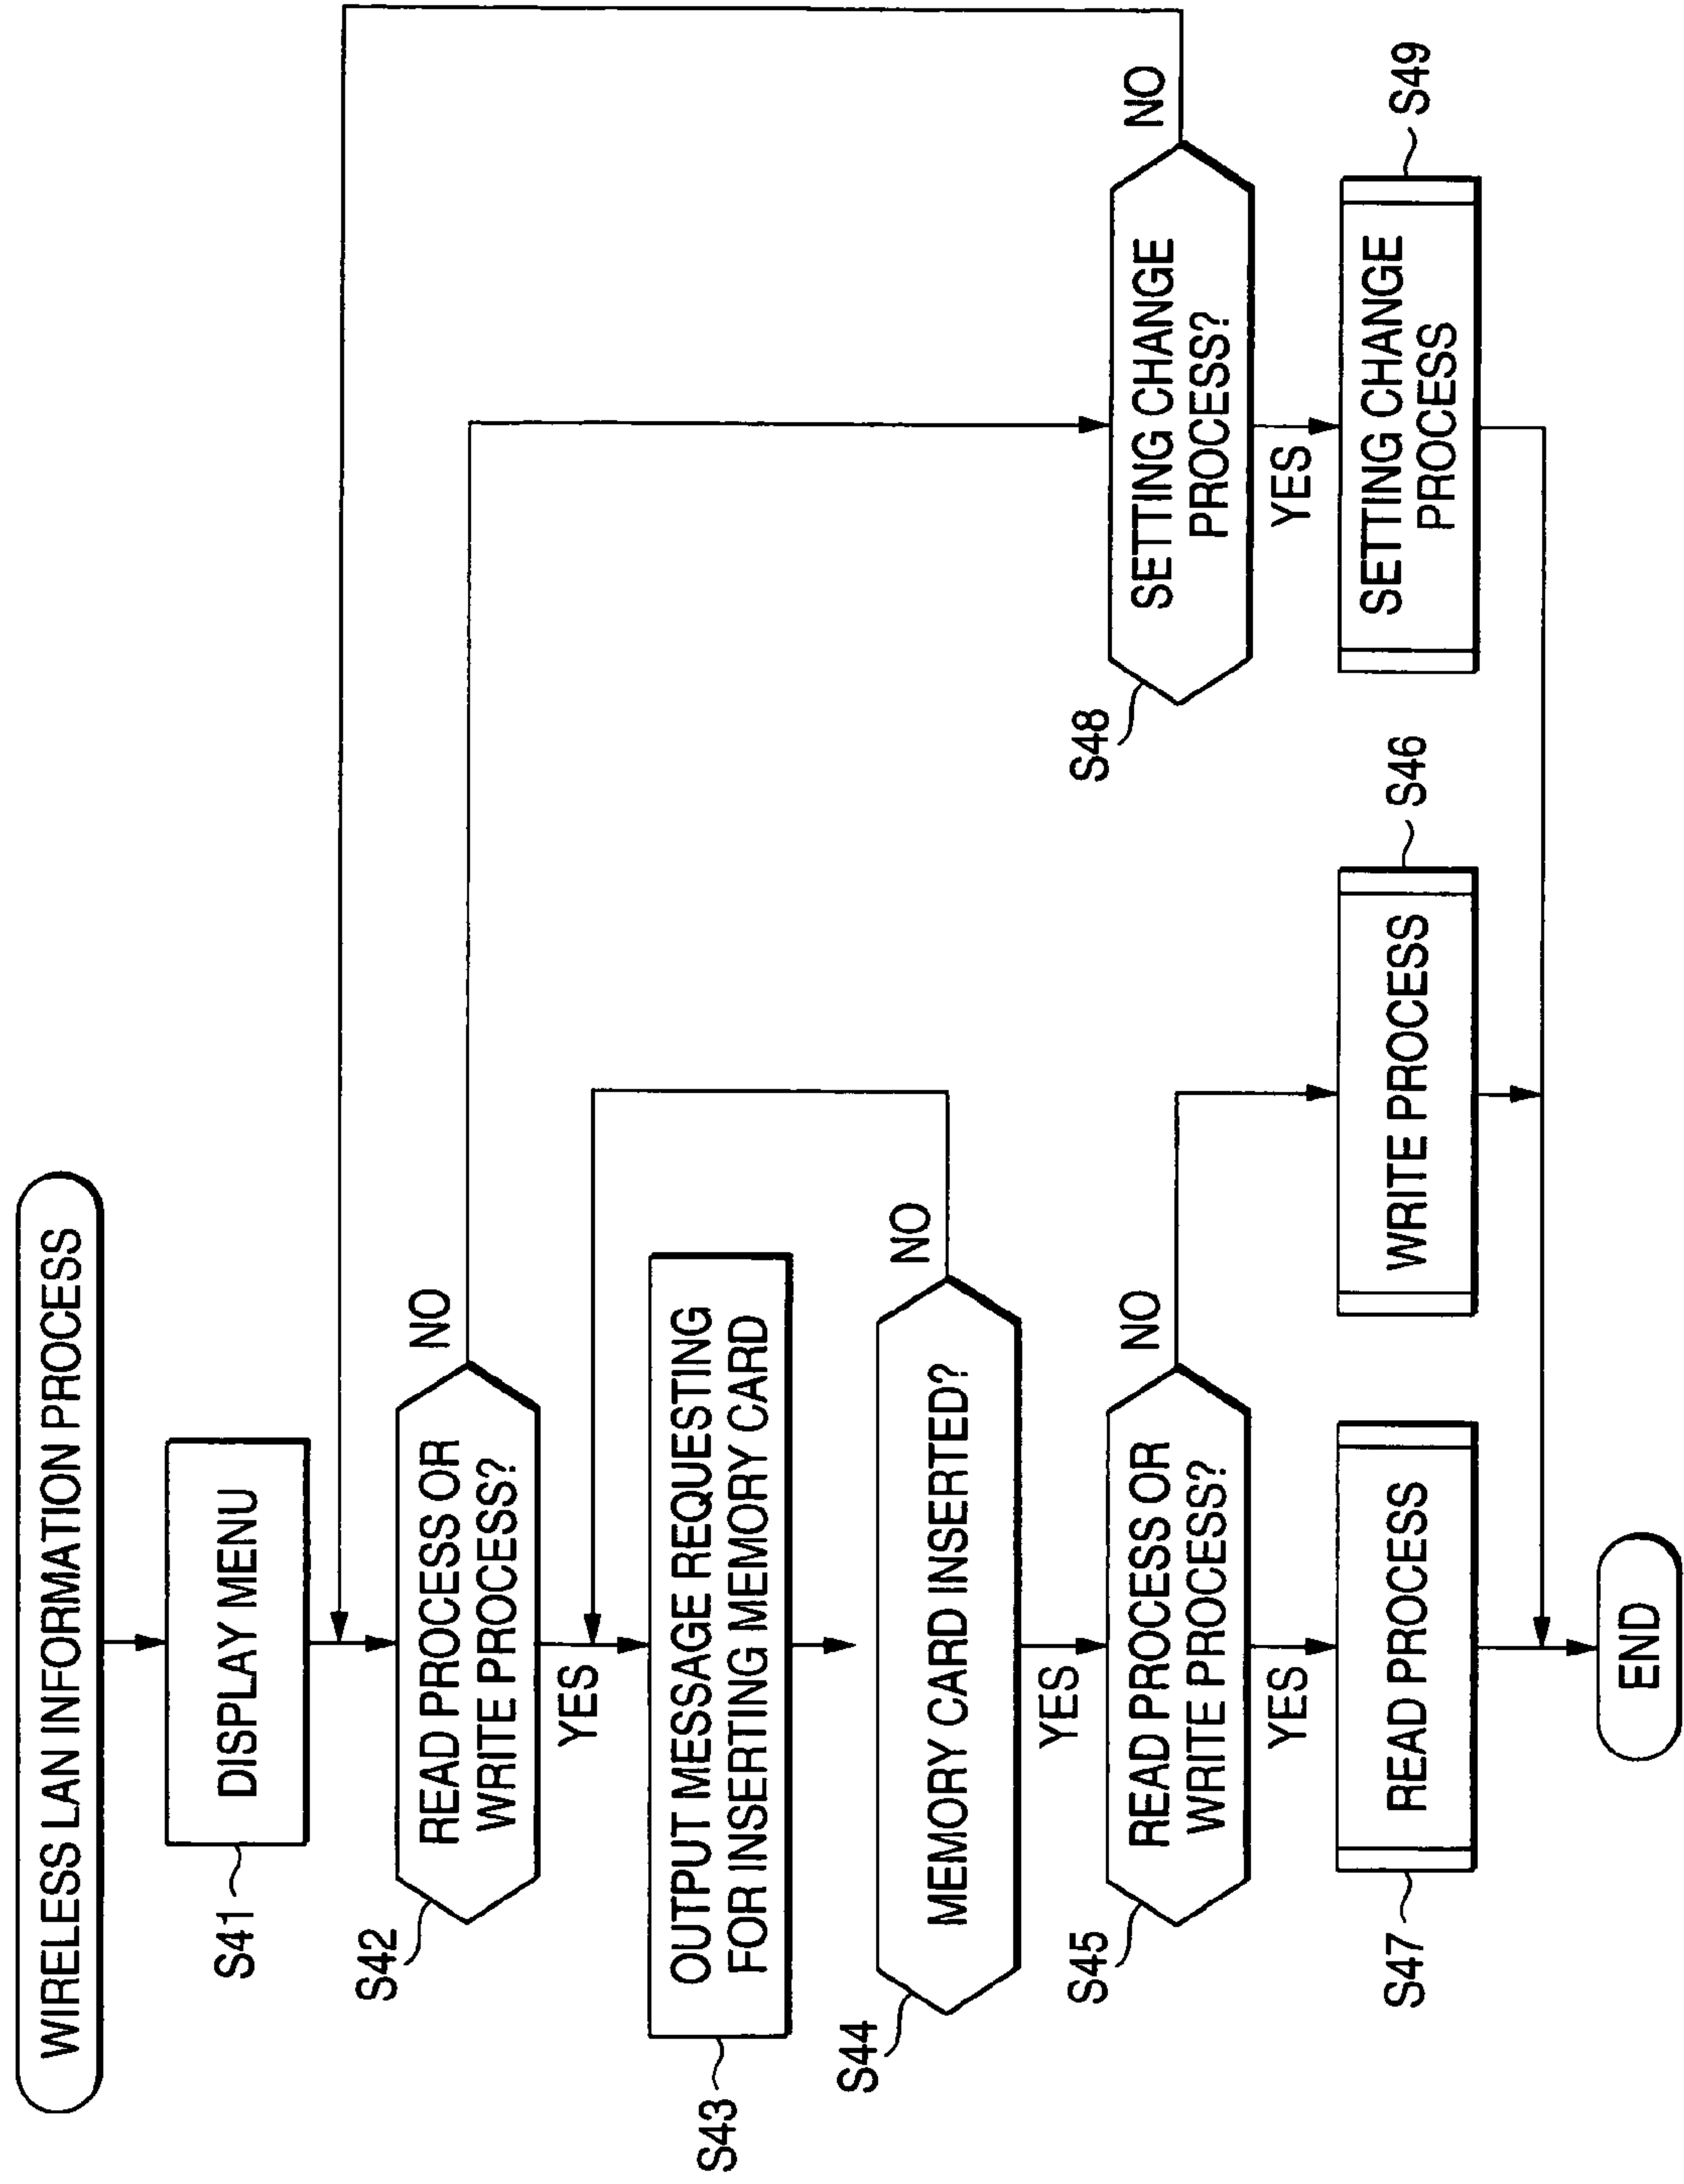 WIRELESS LAN INFORMATION PROCESS
S41
DISPLAY MENU
S42
READ PROCESS OR
WRITE PROCESS?
NO
YES
S43
OUTPUT MESSAGE REQUESTING
FOR INSERTING MEMORY CARD
S44
MEMORY CARD INSERTED?
NO
YES
S45
READ PROCESS OR
WRITE PROCESS?
NO
YES
S48
SETTING CHANGE
PROCESS?
NO
YES
S47
READ PROCESS
WRITE PROCESS
S46
SETTING CHANGE
PROCESS
S49
END